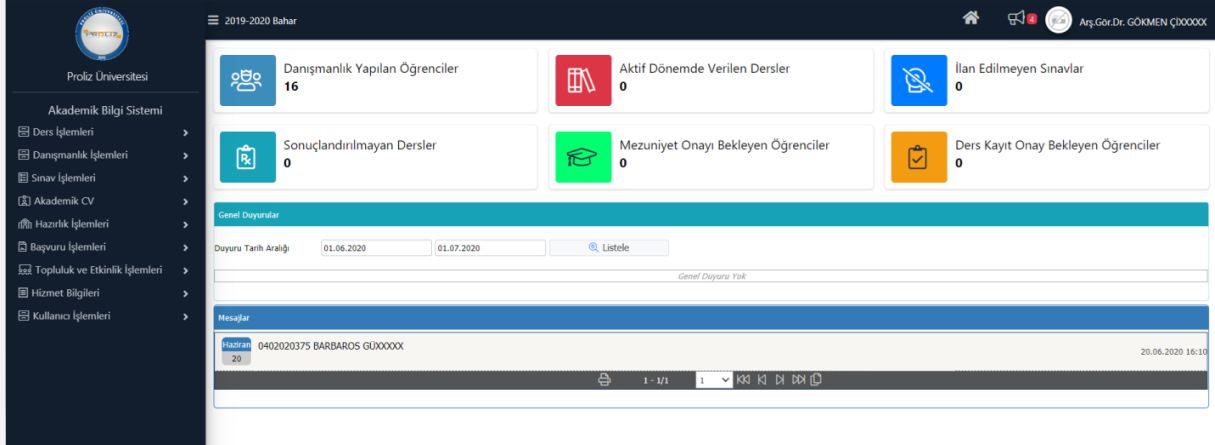 PROLİZ
Proliz Üniversitesi
Akademik Bilgi Sistemi
Ders İşlemleri
Danışmanlık İşlemleri
Sınav İşlemleri
Akademik CV
Hazırlık İşlemleri
Başvuru İşlemleri
Topluluk ve Etkinlik İşlemleri
Hizmet Bilgileri
Kullanıcı İşlemleri
2019-2020 Bahar
4
Arş.Gör.Dr. GÖKMEN ÇİXXXXX
Danışmanlık Yapılan Öğrenciler
16
Aktif Dönemde Verilen Dersler
0
İlan Edilmeyen Sınavlar
0
Sonuçlandırılmayan Dersler
0
Mezuniyet Onayı Bekleyen Öğrenciler
0
Ders Kayıt Onay Bekleyen Öğrenciler
0
Genel Duyurular
Duyuru Tarih Aralığı 01.06.2020 01.07.2020 Listele
Genel Duyuru Yok
Mesajlar
Haziran
20
0402020375 BARBAROS GÜXXXXX
20.06.2020 16:10
1 - 1/1 1